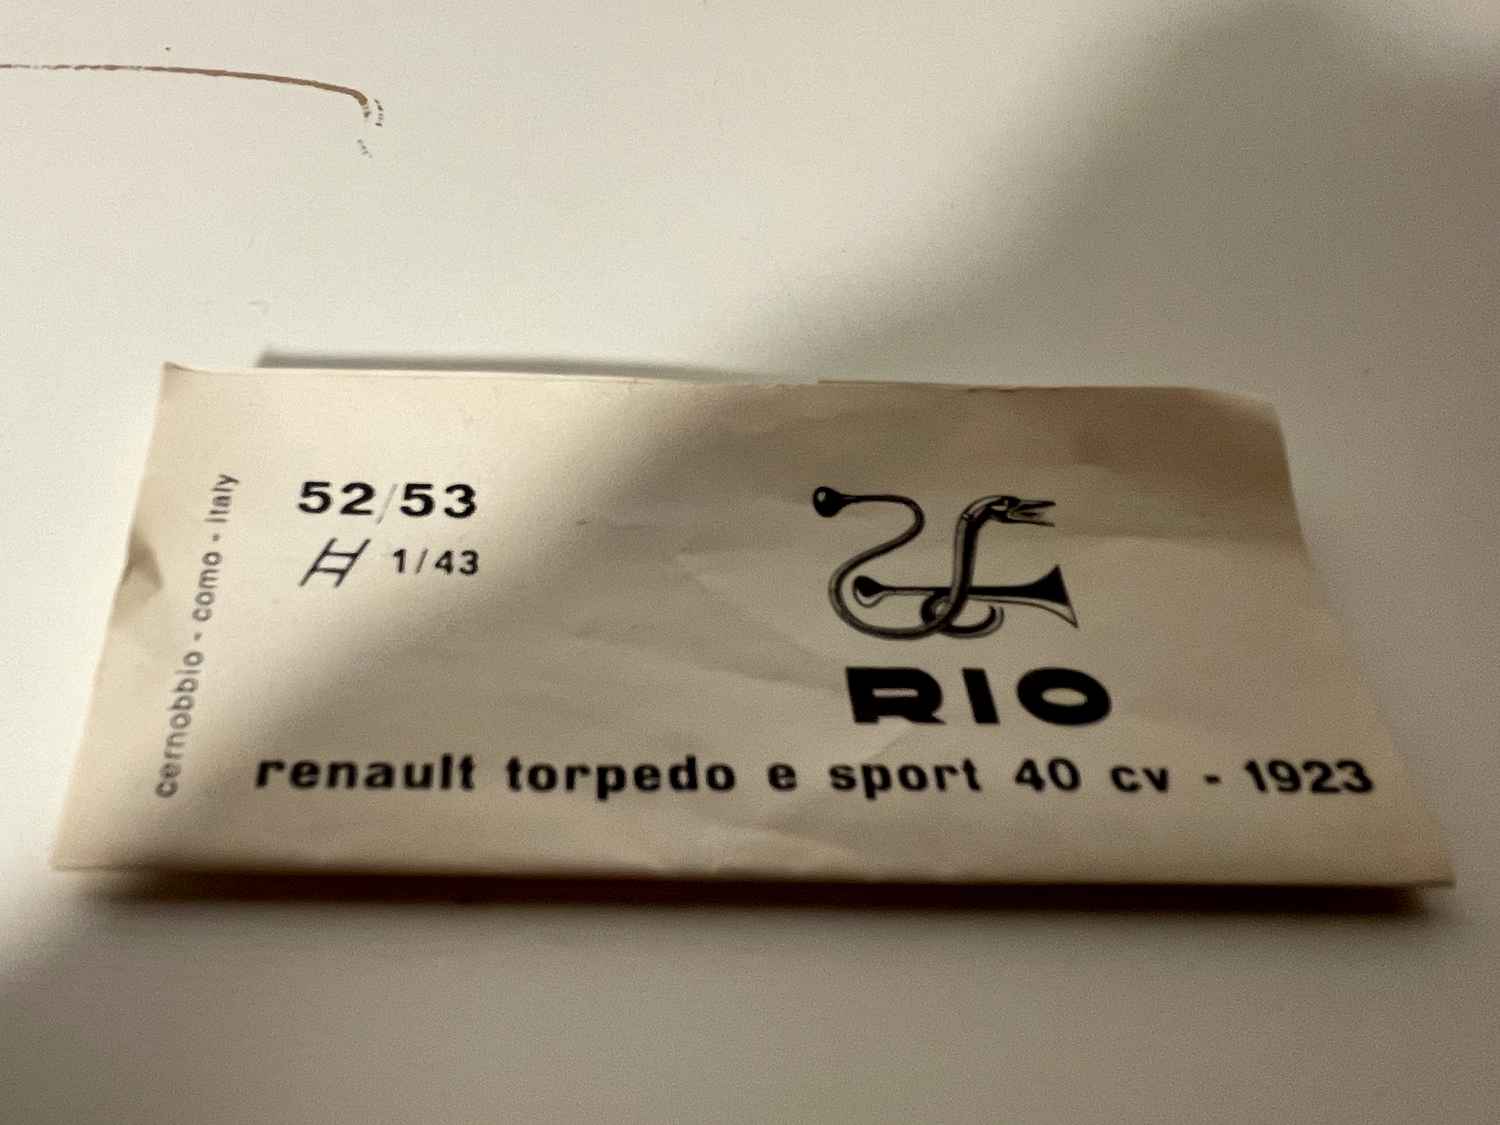 cernobbio - como - italy
52/53
1/43
RIO
renault torpedo e sport 40 cv - 1923